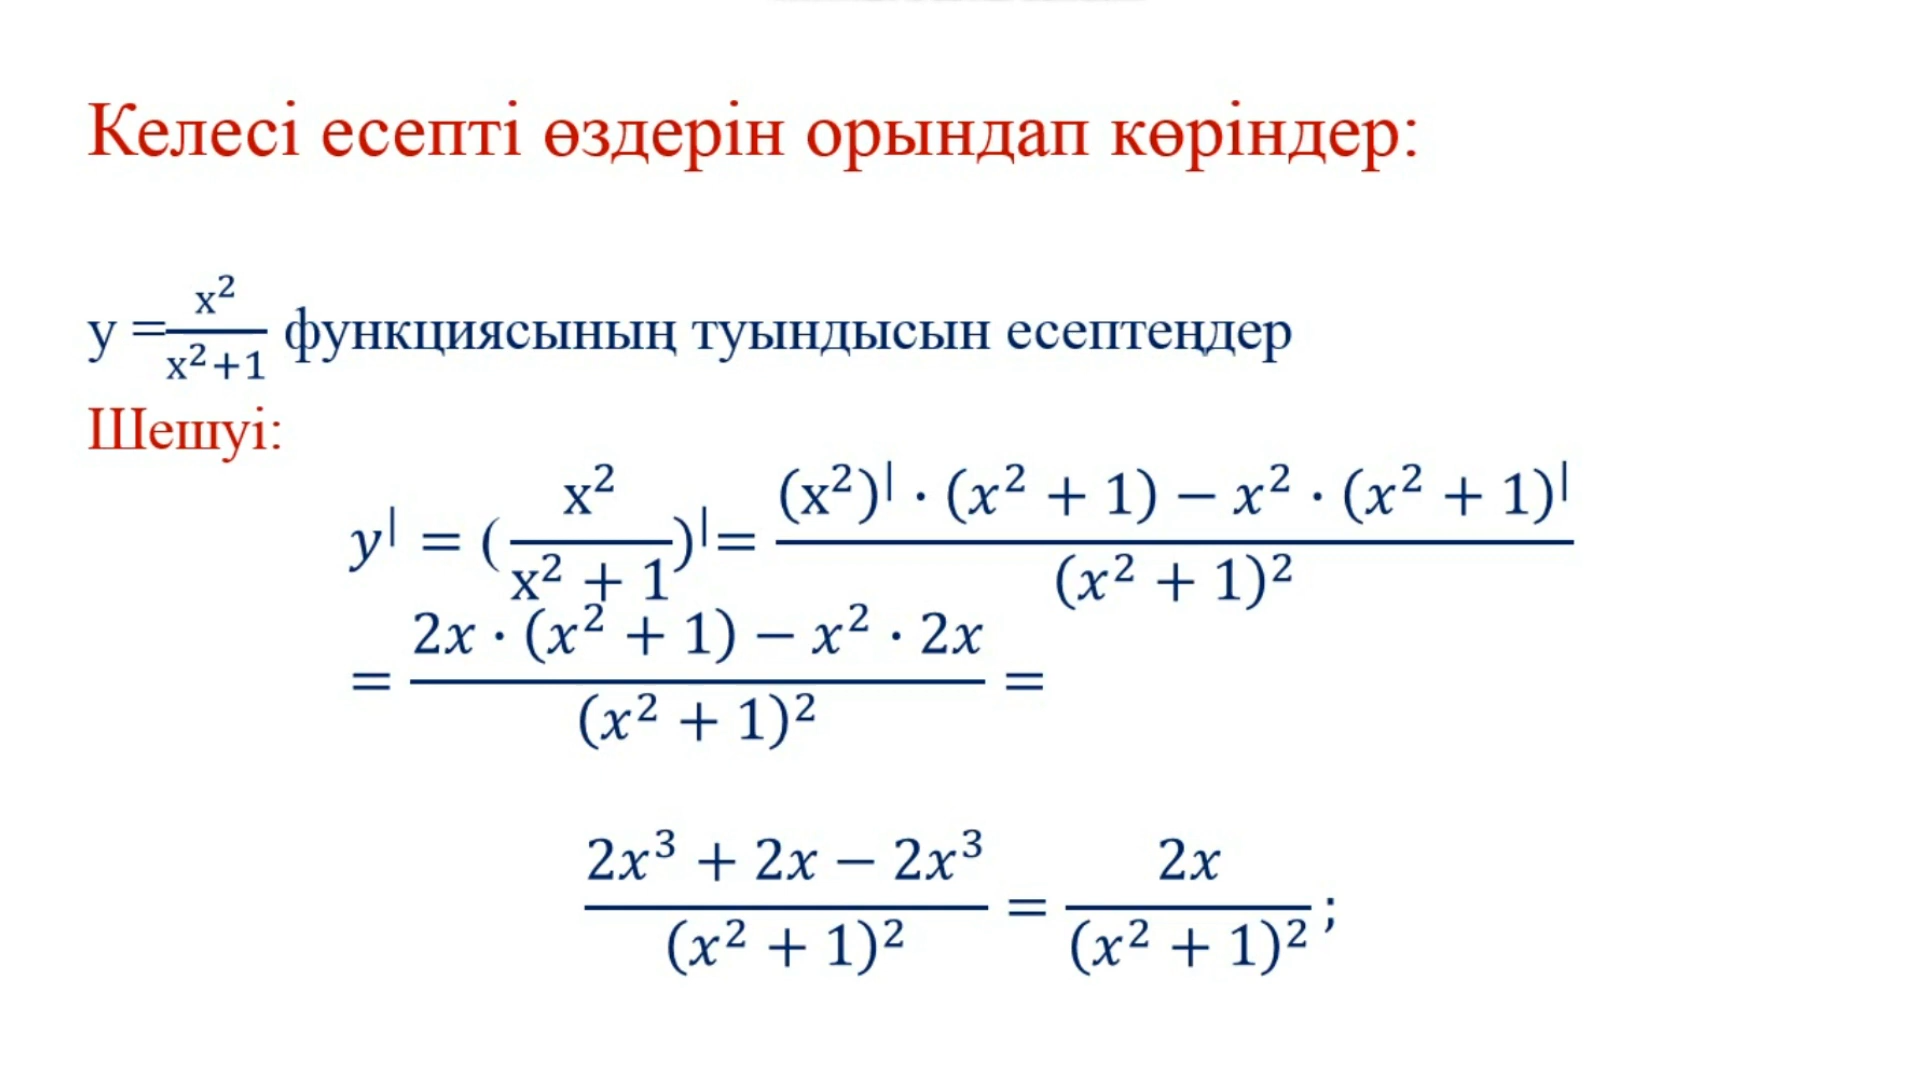 Келесі есепті өздерін орындап көріндер:
y =x²/x²+1 функциясының туындысын есептеңдер
Шешуі:
y| = (x²/x² + 1)|= (x²)| · (x² + 1) − x² · (x² + 1)|/(x² + 1)²
= 2x · (x² + 1) − x² · 2x/(x² + 1)² =
2x³ + 2x − 2x³/(x² + 1)² = 2x/(x² + 1)² ;